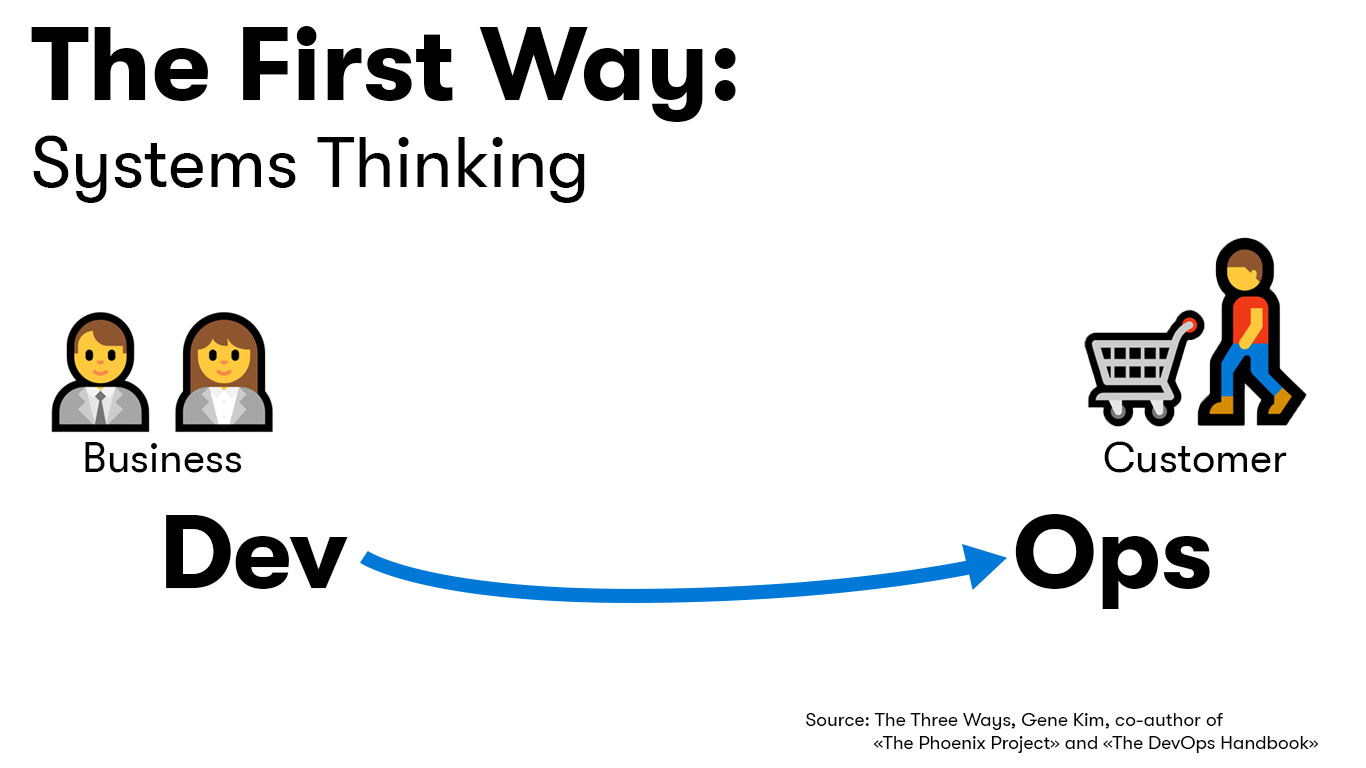 The First Way:
Systems Thinking
Business
Customer
Dev
Ops
Source: The Three Ways, Gene Kim, co-author of
«The Phoenix Project» and «The DevOps Handbook»